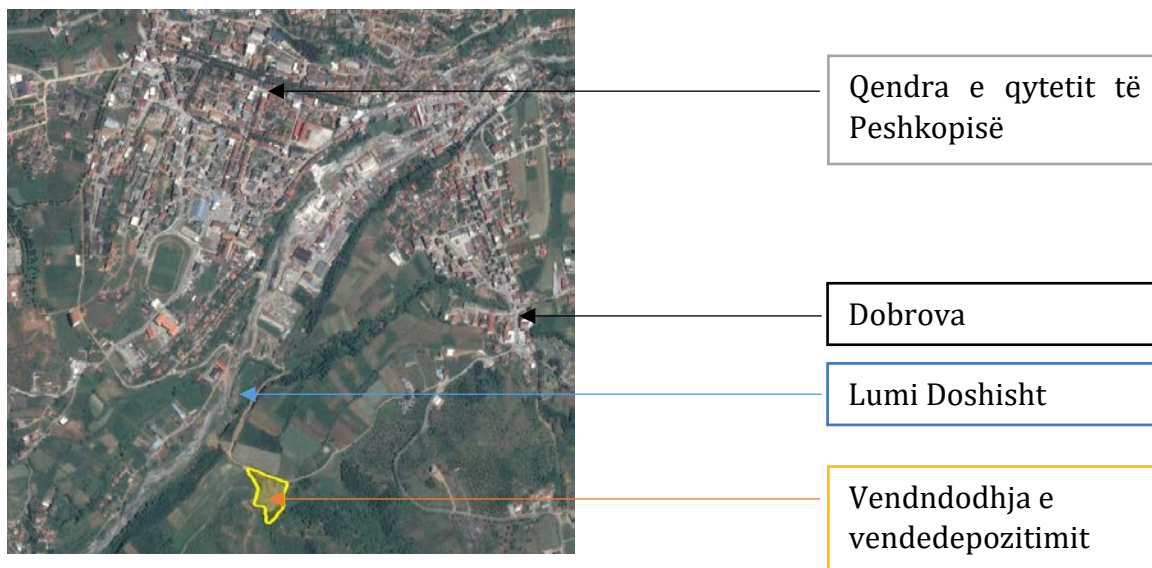 Qendra e qytetit të
Peshkopisë
Dobrova
Lumi Doshisht
Vendndodhja e
vendedepozitimit